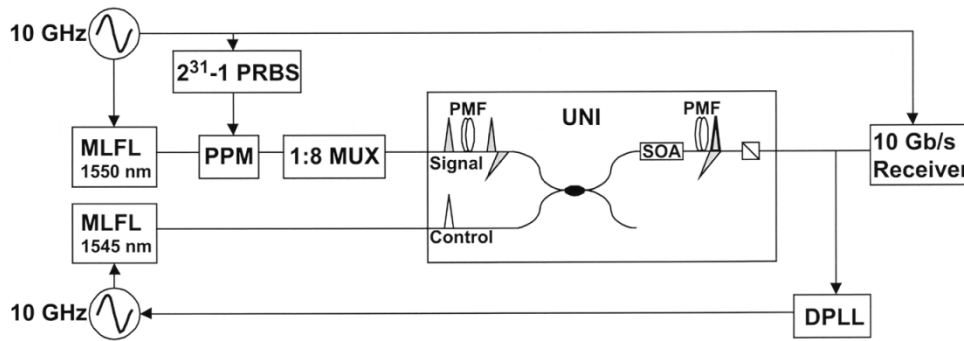 10 GHz
2³¹-1 PRBS
PMF
UNI
PMF
MLFL
1550 nm
PPM
1:8 MUX
Signal
SOA
10 Gb/s
Receiver
MLFL
1545 nm
Control
10 GHz
DPLL